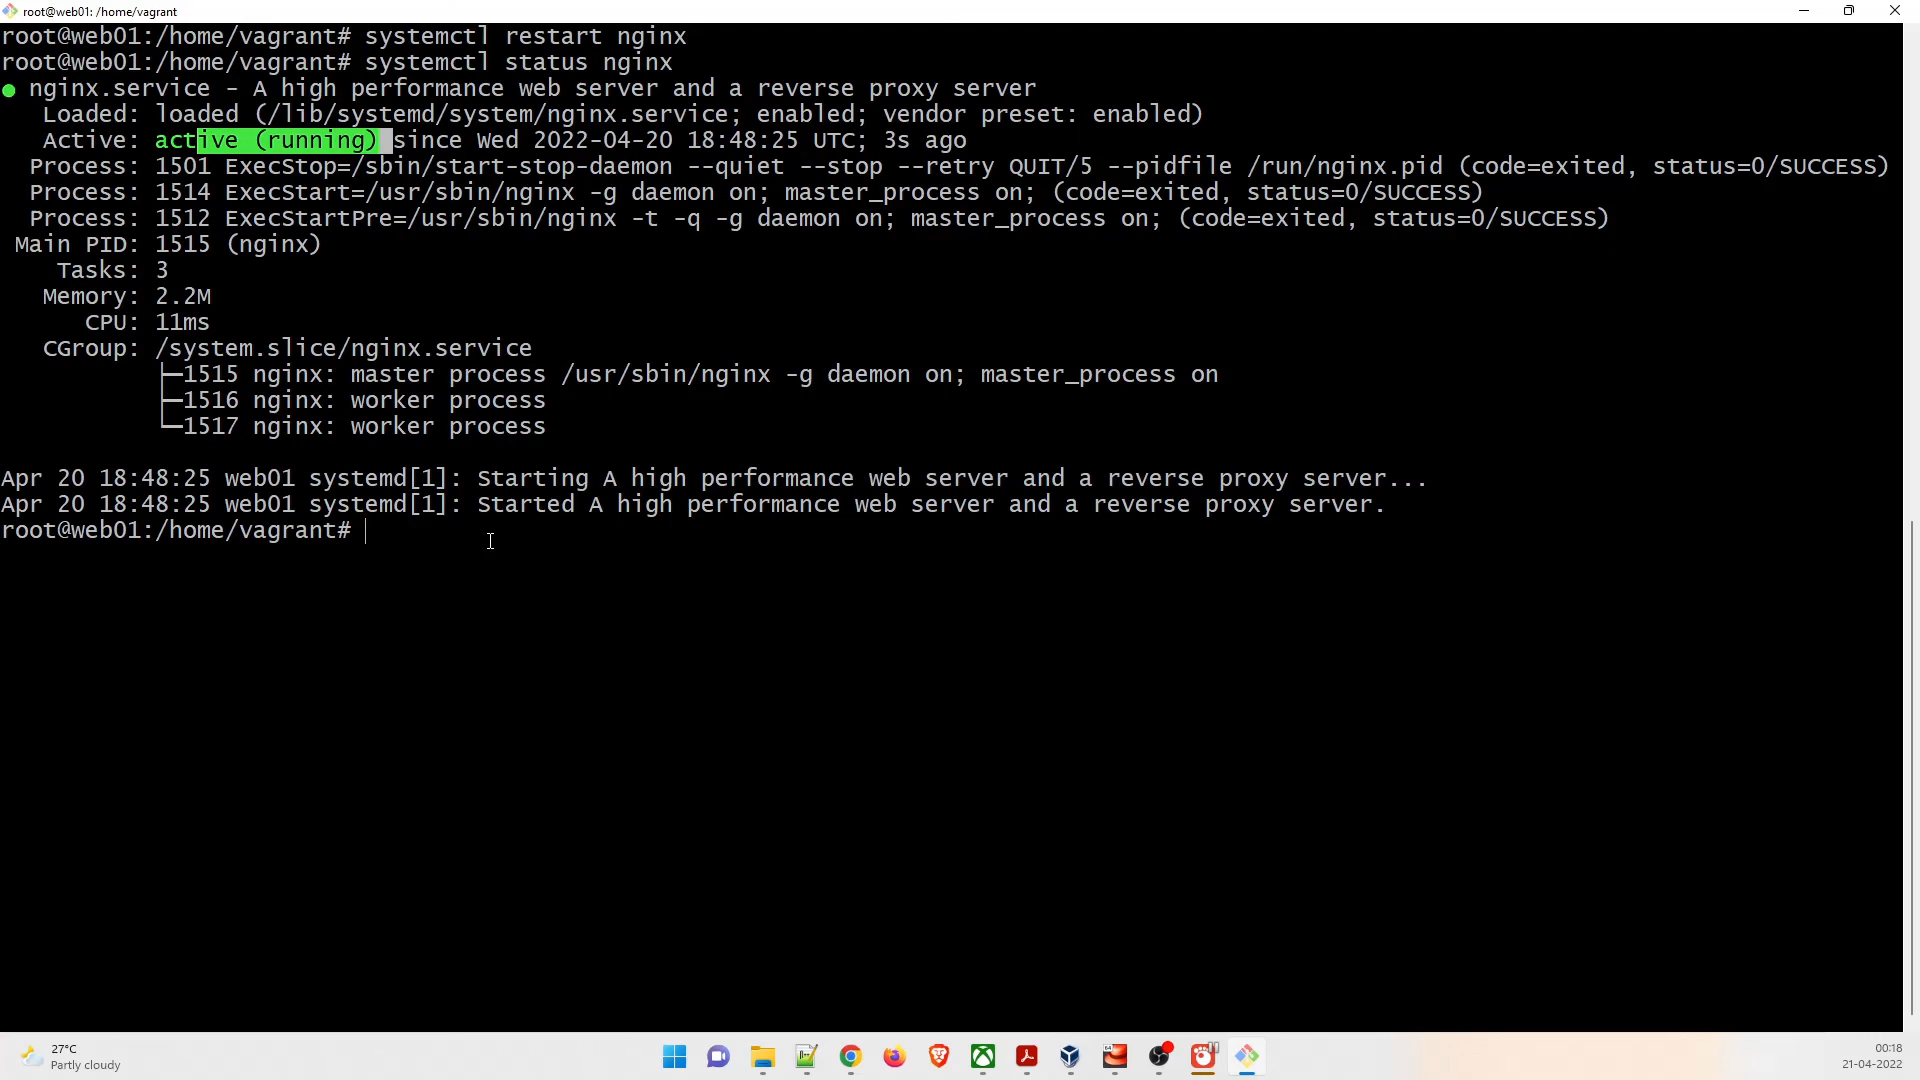 root@web01: /home/vagrant
root@web01:/home/vagrant# systemctl restart nginx
root@web01:/home/vagrant# systemctl status nginx
● nginx.service - A high performance web server and a reverse proxy server
   Loaded: loaded (/lib/systemd/system/nginx.service; enabled; vendor preset: enabled)
   Active: active (running) since Wed 2022-04-20 18:48:25 UTC; 3s ago
  Process: 1501 ExecStop=/sbin/start-stop-daemon --quiet --stop --retry QUIT/5 --pidfile /run/nginx.pid (code=exited, status=0/SUCCESS)
  Process: 1514 ExecStart=/usr/sbin/nginx -g daemon on; master_process on; (code=exited, status=0/SUCCESS)
  Process: 1512 ExecStartPre=/usr/sbin/nginx -t -q -g daemon on; master_process on; (code=exited, status=0/SUCCESS)
 Main PID: 1515 (nginx)
    Tasks: 3
   Memory: 2.2M
      CPU: 11ms
   CGroup: /system.slice/nginx.service
           ├─1515 nginx: master process /usr/sbin/nginx -g daemon on; master_process on
           ├─1516 nginx: worker process
           └─1517 nginx: worker process

Apr 20 18:48:25 web01 systemd[1]: Starting A high performance web server and a reverse proxy server...
Apr 20 18:48:25 web01 systemd[1]: Started A high performance web server and a reverse proxy server.
root@web01:/home/vagrant#
27°C
Partly cloudy
00:18
21-04-2022